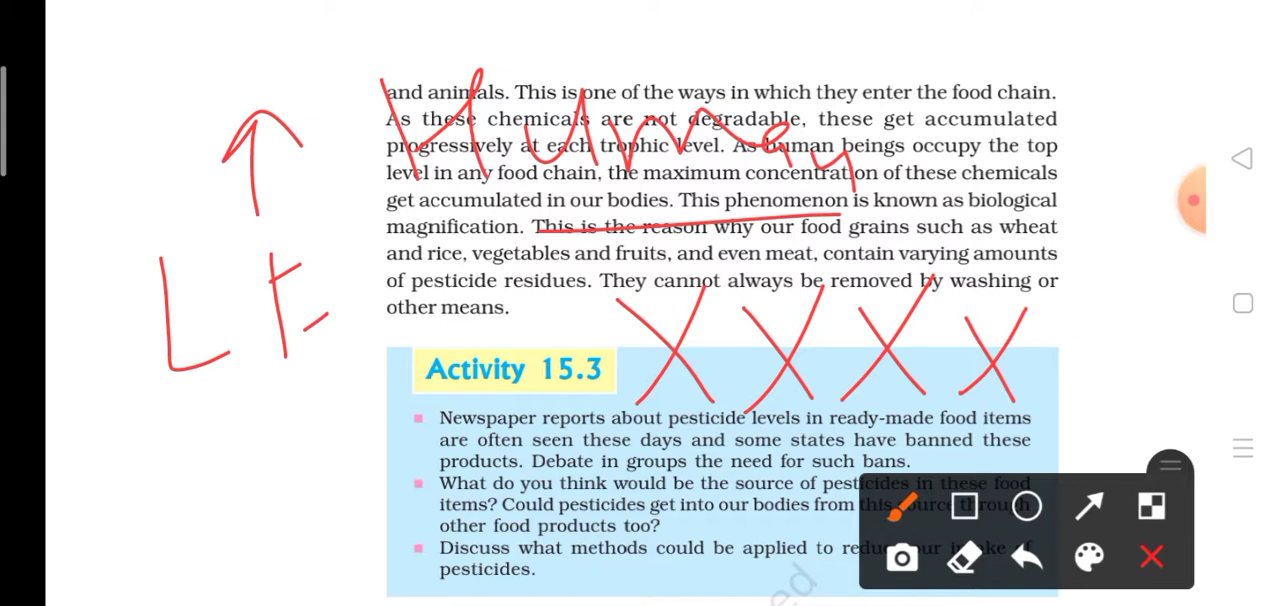 and animals. This is one of the ways in which they enter the food chain.
As these chemicals are not degradable, these get accumulated
progressively at each trophic level. As human beings occupy the top
level in any food chain, the maximum concentration of these chemicals
get accumulated in our bodies. This phenomenon is known as biological
magnification. This is the reason why our food grains such as wheat
and rice, vegetables and fruits, and even meat, contain varying amounts
of pesticide residues. They cannot always be removed by washing or
other means.
Human
L E
X X X X
Activity 15.3
Newspaper reports about pesticide levels in ready-made food items
are often seen these days and some states have banned these
products. Debate in groups the need for such bans.
What do you think would be the source of pesticides in these food
items? Could pesticides get into our bodies from this source through
other food products too?
Discuss what methods could be applied to reduce our intake of
pesticides.